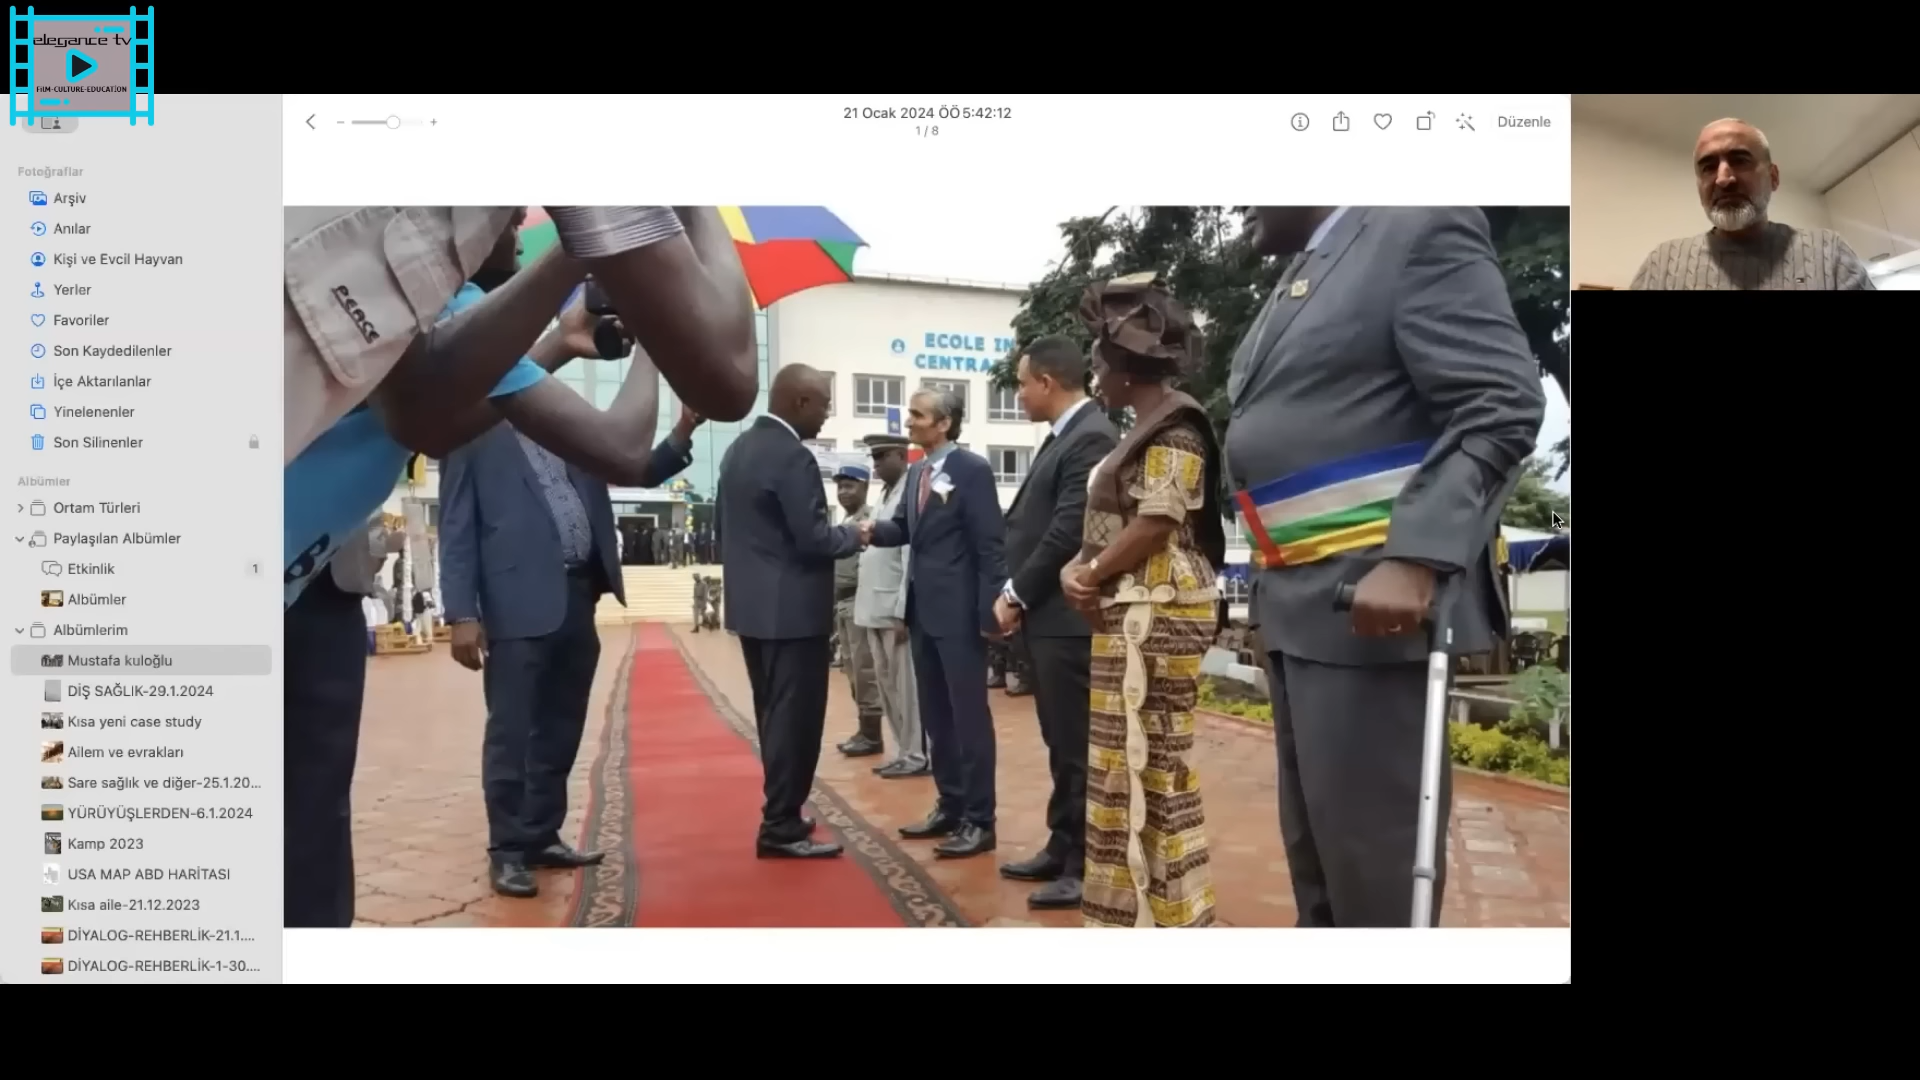 elegance tv
FILM-CULTURE-EDUCATION
21 Ocak 2024 ÖÖ 5:42:12
1 / 8
Düzenle
Fotoğraflar
Arşiv
Anılar
Kişi ve Evcil Hayvan
Yerler
Favoriler
Son Kaydedilenler
İçe Aktarılanlar
Yinelenenler
Son Silinenler
Albümler
Ortam Türleri
Paylaşılan Albümler
Etkinlik 1
Albümler
Albümlerim
Mustafa kuloğlu
DİŞ SAĞLIK-29.1.2024
Kısa yeni case study
Ailem ve evrakları
Sare sağlık ve diğer-25.1.20...
YÜRÜYÜŞLERDEN-6.1.2024
Kamp 2023
USA MAP ABD HARİTASI
Kısa aile-21.12.2023
DİYALOG-REHBERLİK-21.1....
DİYALOG-REHBERLİK-1-30....
PEACE
ECOLE IN
CENTRA